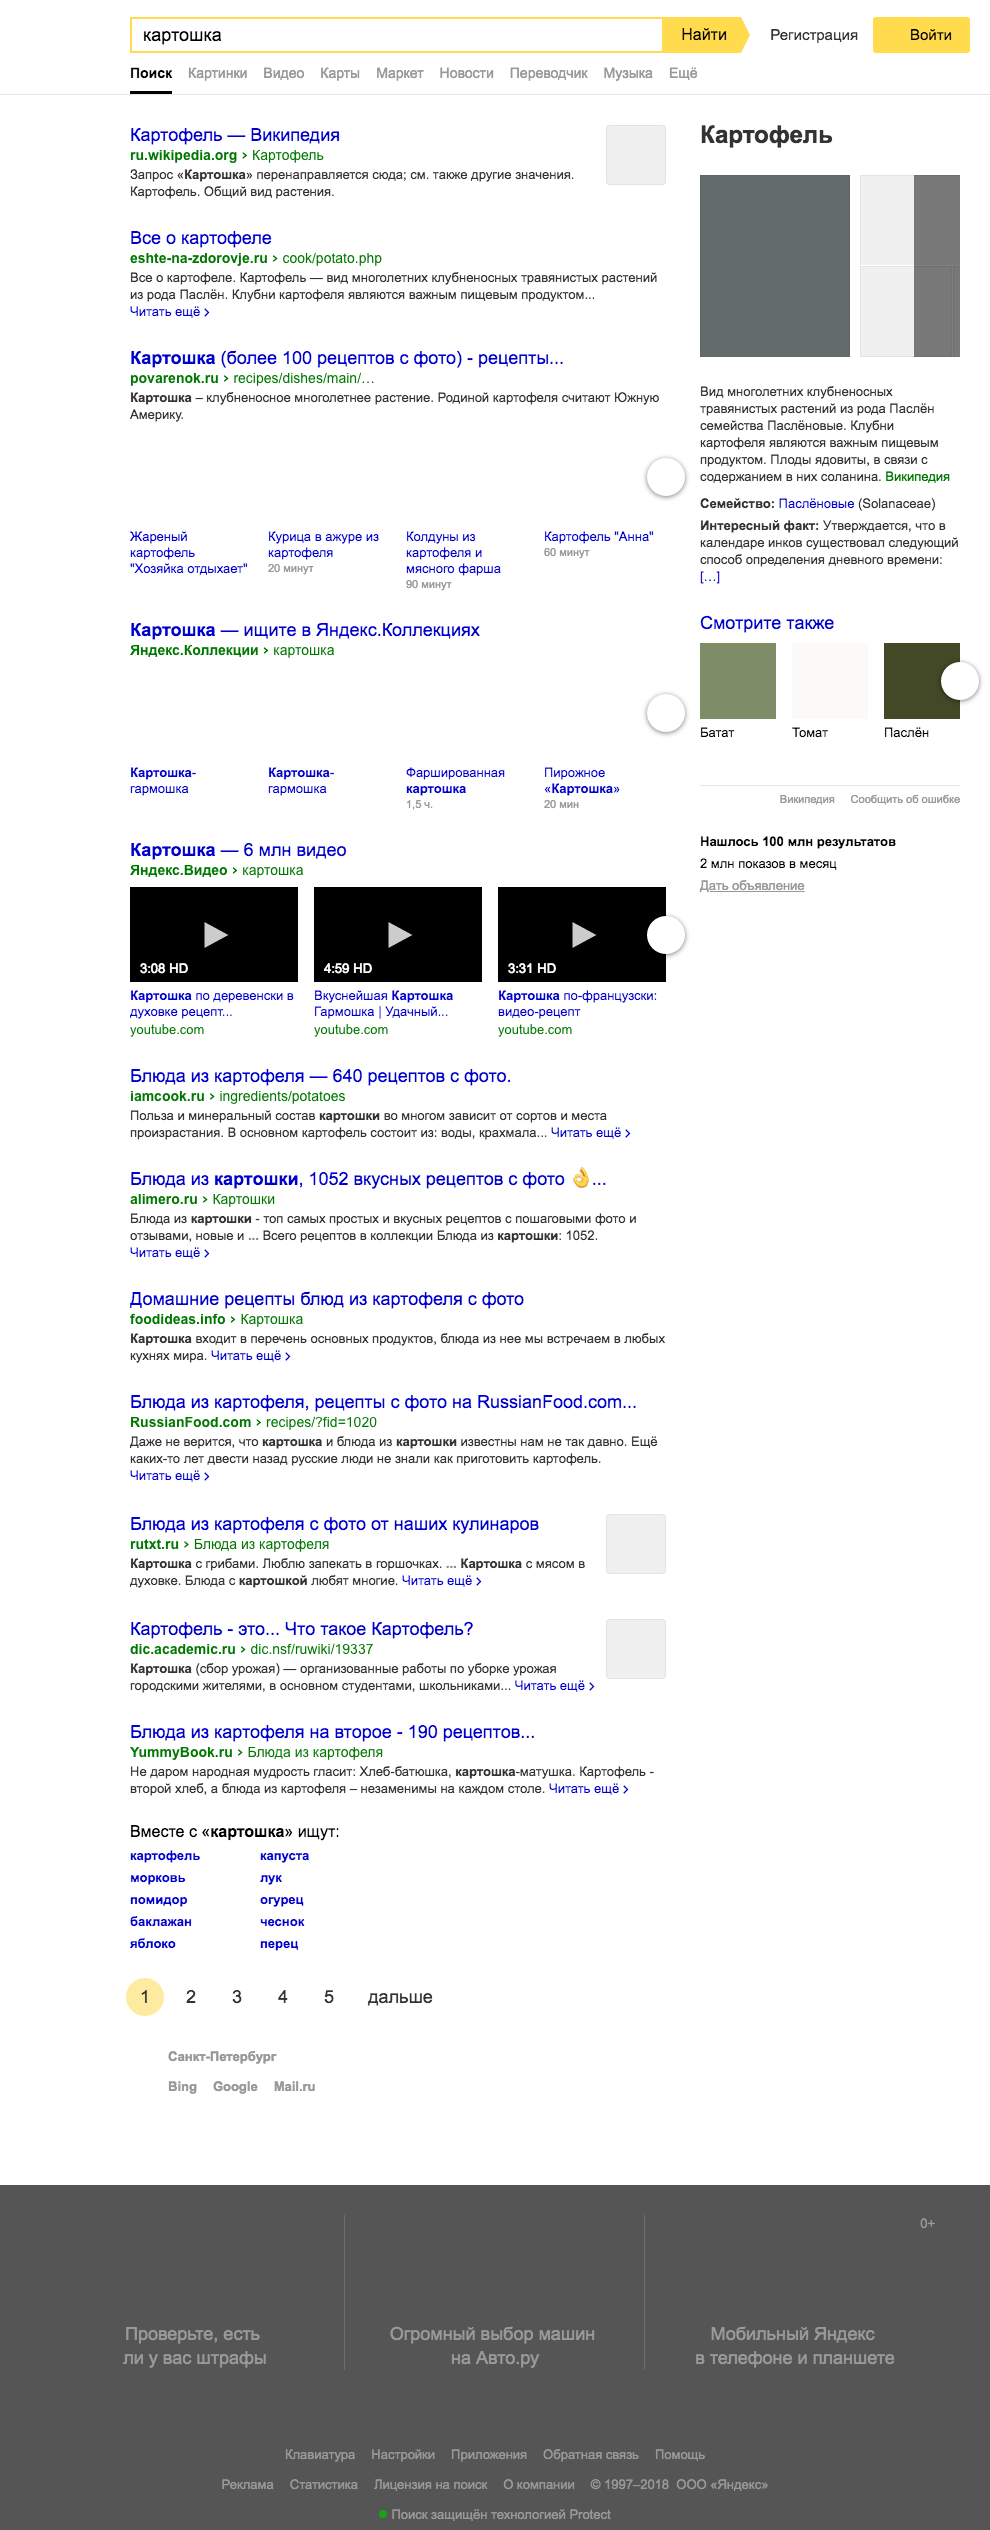 картошка
Найти
Регистрация
Войти
Поиск Картинки Видео Карты Маркет Новости Переводчик Музыка Ещё
Картофель — Википедия
ru.wikipedia.org › Картофель
Запрос «Картошка» перенаправляется сюда; см. также другие значения.
Картофель. Общий вид растения.
Все о картофеле
eshte-na-zdorovje.ru › cook/potato.php
Все о картофеле. Картофель — вид многолетних клубненосных травянистых растений
из рода Паслён. Клубни картофеля являются важным пищевым продуктом...
Читать ещё ›
Картошка (более 100 рецептов с фото) - рецепты...
povarenok.ru › recipes/dishes/main/…
Картошка – клубненосное многолетнее растение. Родиной картофеля считают Южную
Америку.
Жареный
картофель
"Хозяйка отдыхает"
Курица в ажуре из
картофеля
20 минут
Колдуны из
картофеля и
мясного фарша
90 минут
Картофель "Анна"
60 минут
Картошка — ищите в Яндекс.Коллекциях
Яндекс.Коллекции › картошка
Картошка-
гармошка
Картошка-
гармошка
Фаршированная
картошка
1,5 ч.
Пирожное
«Картошка»
20 мин
Картошка — 6 млн видео
Яндекс.Видео › картошка
3:08 HD
4:59 HD
3:31 HD
Картошка по деревенски в
духовке рецепт...
youtube.com
Вкуснейшая Картошка
Гармошка | Удачный...
youtube.com
Картошка по-французски:
видео-рецепт
youtube.com
Блюда из картофеля — 640 рецептов с фото.
iamcook.ru › ingredients/potatoes
Польза и минеральный состав картошки во многом зависит от сортов и места
произрастания. В основном картофель состоит из: воды, крахмала... Читать ещё ›
Блюда из картошки, 1052 вкусных рецептов с фото 👌...
alimero.ru › Картошки
Блюда из картошки - топ самых простых и вкусных рецептов с пошаговыми фото и
отзывами, новые и ... Всего рецептов в коллекции Блюда из картошки: 1052.
Читать ещё ›
Домашние рецепты блюд из картофеля с фото
foodideas.info › Картошка
Картошка входит в перечень основных продуктов, блюда из нее мы встречаем в любых
кухнях мира. Читать ещё ›
Блюда из картофеля, рецепты с фото на RussianFood.com...
RussianFood.com › recipes/?fid=1020
Даже не верится, что картошка и блюда из картошки известны нам не так давно. Ещё
каких-то лет двести назад русские люди не знали как приготовить картофель.
Читать ещё ›
Блюда из картофеля с фото от наших кулинаров
rutxt.ru › Блюда из картофеля
Картошка с грибами. Люблю запекать в горшочках. ... Картошка с мясом в
духовке. Блюда с картошкой любят многие. Читать ещё ›
Картофель - это... Что такое Картофель?
dic.academic.ru › dic.nsf/ruwiki/19337
Картошка (сбор урожая) — организованные работы по уборке урожая
городскими жителями, в основном студентами, школьниками... Читать ещё ›
Блюда из картофеля на второе - 190 рецептов...
YummyBook.ru › Блюда из картофеля
Не даром народная мудрость гласит: Хлеб-батюшка, картошка-матушка. Картофель -
второй хлеб, а блюда из картофеля – незаменимы на каждом столе. Читать ещё ›
Вместе с «картошка» ищут:
картофель капуста
морковь лук
помидор огурец
баклажан чеснок
яблоко перец
1 2 3 4 5 дальше
Санкт-Петербург
Bing Google Mail.ru
Картофель
Вид многолетних клубненосных
травянистых растений из рода Паслён
семейства Паслёновые. Клубни
картофеля являются важным пищевым
продуктом. Плоды ядовиты, в связи с
содержанием в них соланина. Википедия
Семейство: Паслёновые (Solanaceae)
Интересный факт: Утверждается, что в
календаре инков существовал следующий
способ определения дневного времени:
[...]
Смотрите также
Батат Томат Паслён
Википедия Сообщить об ошибке
Нашлось 100 млн результатов
2 млн показов в месяц
Дать объявление
0+
Проверьте, есть
ли у вас штрафы
Огромный выбор машин
на Авто.ру
Мобильный Яндекс
в телефоне и планшете
Клавиатура Настройки Приложения Обратная связь Помощь
Реклама Статистика Лицензия на поиск О компании © 1997–2018 ООО «Яндекс»
Поиск защищён технологией Protect